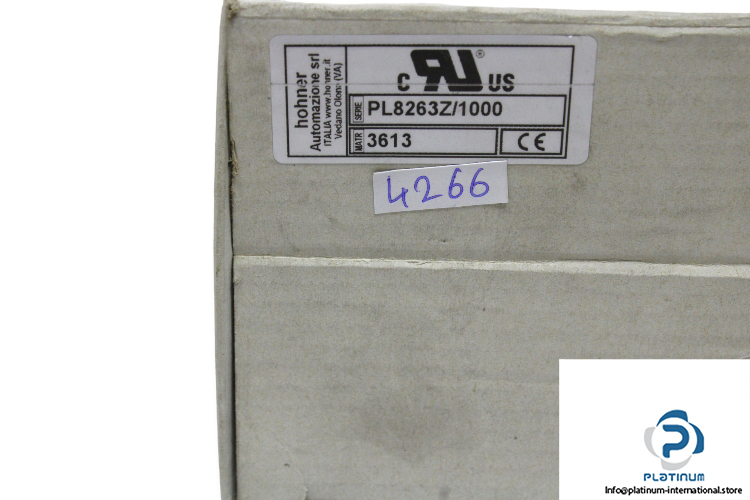 hohner
Automazione srl
ITALIA www.hohner.it
Vedano Olona (VA)
c RU ® US
SERIE PL8263Z/1000
MATR 3613 CE
4266
P
PLATINUM
Info@platinum-international.store